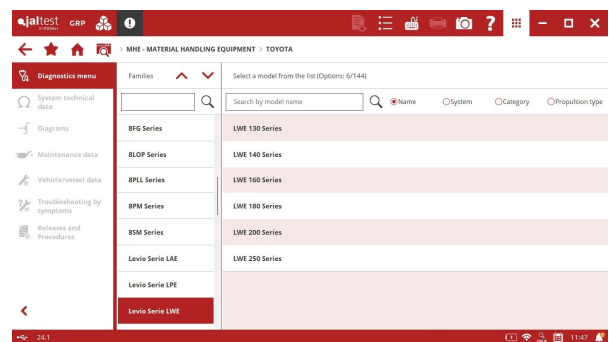 jaltest GRP
BY COJALI
> MHE - MATERIAL HANDLING EQUIPMENT > TOYOTA
Diagnostics menu
System technical data
Diagrams
Maintenance data
Vehicle/vessel data
Troubleshooting by symptoms
Releases and Procedures
Families
8FG Series
8LOP Series
8PLL Series
8PM Series
8SM Series
Levio Serie LAE
Levio Serie LPE
Levio Serie LWE
Select a model from the list (Options: 6/144)
Search by model name
Name System Category Propulsion type
LWE 130 Series
LWE 140 Series
LWE 160 Series
LWE 180 Series
LWE 200 Series
LWE 250 Series
24.1
11:47